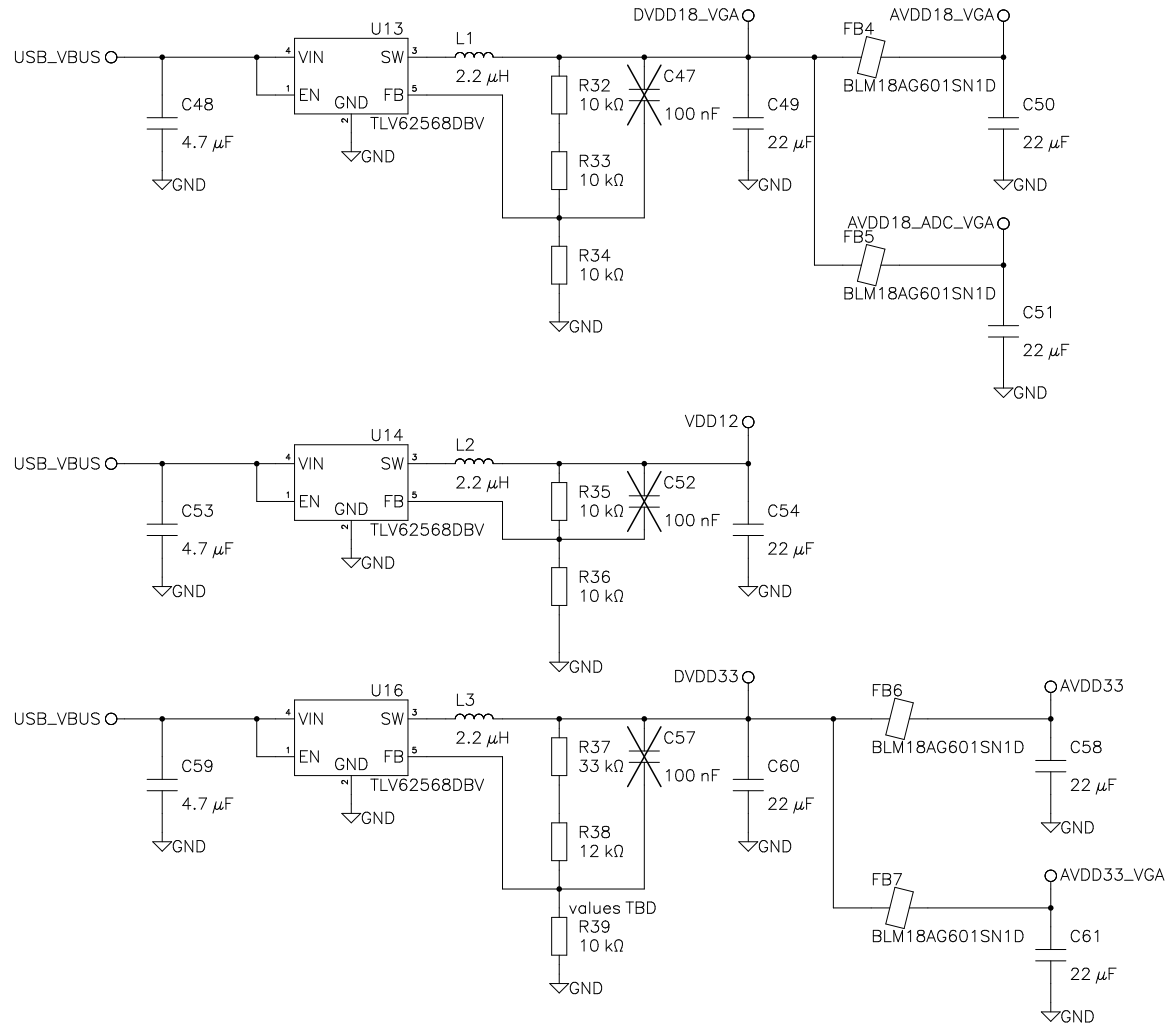 DVDD18_VGA
AVDD18_VGA
U13
L1
FB4
USB_VBUS
4
VIN
SW
3
2.2 µH
BLM18AG601SN1D
1
EN
FB
5
GND
2
TLV62568DBV
GND
C48
4.7 µF
GND
R32
10 kΩ
C47
100 nF
R33
10 kΩ
C49
22 µF
GND
C50
22 µF
GND
R34
10 kΩ
GND
AVDD18_ADC_VGA
FB5
BLM18AG601SN1D
C51
22 µF
GND
VDD12
U14
L2
USB_VBUS
4
VIN
SW
3
2.2 µH
1
EN
FB
5
GND
2
TLV62568DBV
GND
C53
4.7 µF
GND
R35
10 kΩ
C52
100 nF
C54
22 µF
GND
R36
10 kΩ
GND
DVDD33
U16
L3
FB6
AVDD33
USB_VBUS
4
VIN
SW
3
2.2 µH
BLM18AG601SN1D
1
EN
FB
5
GND
2
TLV62568DBV
GND
C59
4.7 µF
GND
R37
33 kΩ
C57
100 nF
C60
22 µF
GND
C58
22 µF
GND
R38
12 kΩ
values TBD
R39
10 kΩ
GND
FB7
AVDD33_VGA
BLM18AG601SN1D
C61
22 µF
GND